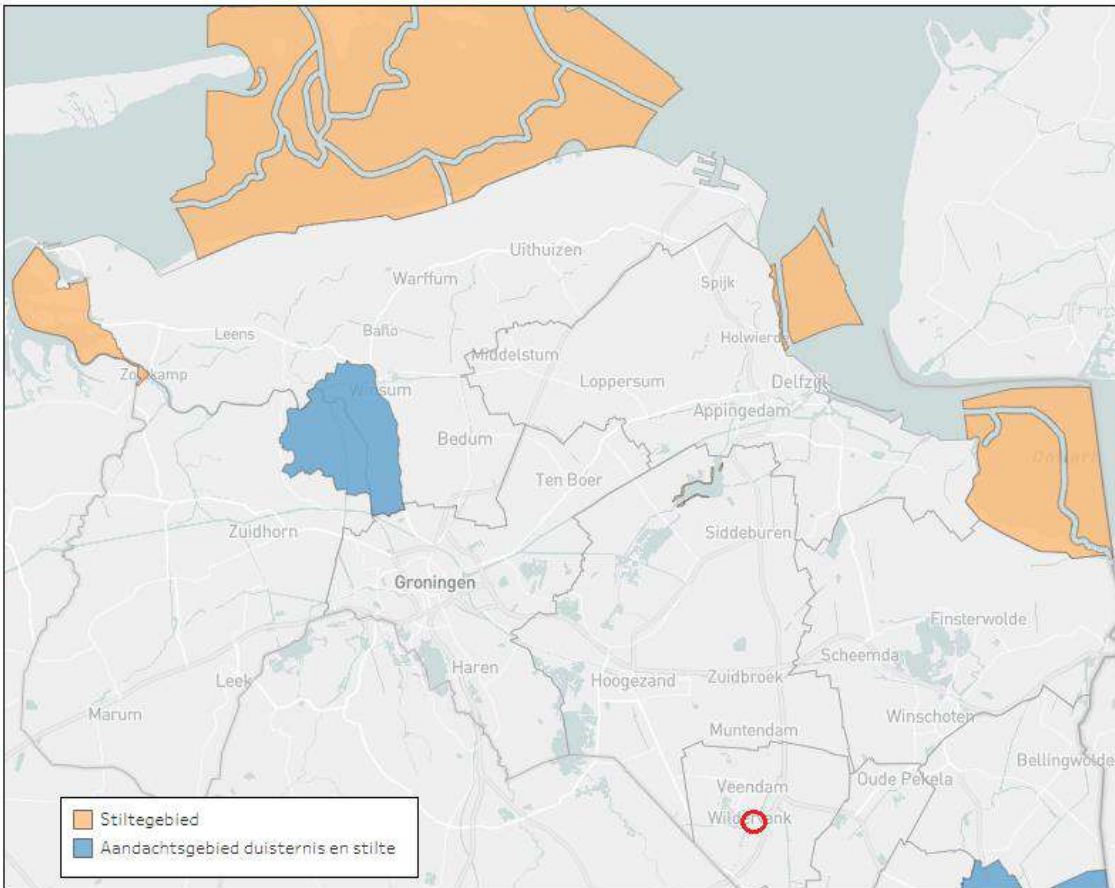 Uithuizen
Warffum
Spijk
Leens
Baflo
Holwierde
Middelstum
Zoutkamp
Loppersum
Delfzijl
Winsum
Appingedam
Bedum
Ten Boer
Zuidhorn
Siddeburen
Groningen
Finsterwolde
Scheemda
Haren
Leek
Hoogezand
Zuidbroek
Marum
Winschoten
Muntendam
Bellingwolde
Veendam
Oude Pekela
Wildervank
Stiltegebied
Aandachtsgebied duisternis en stilte